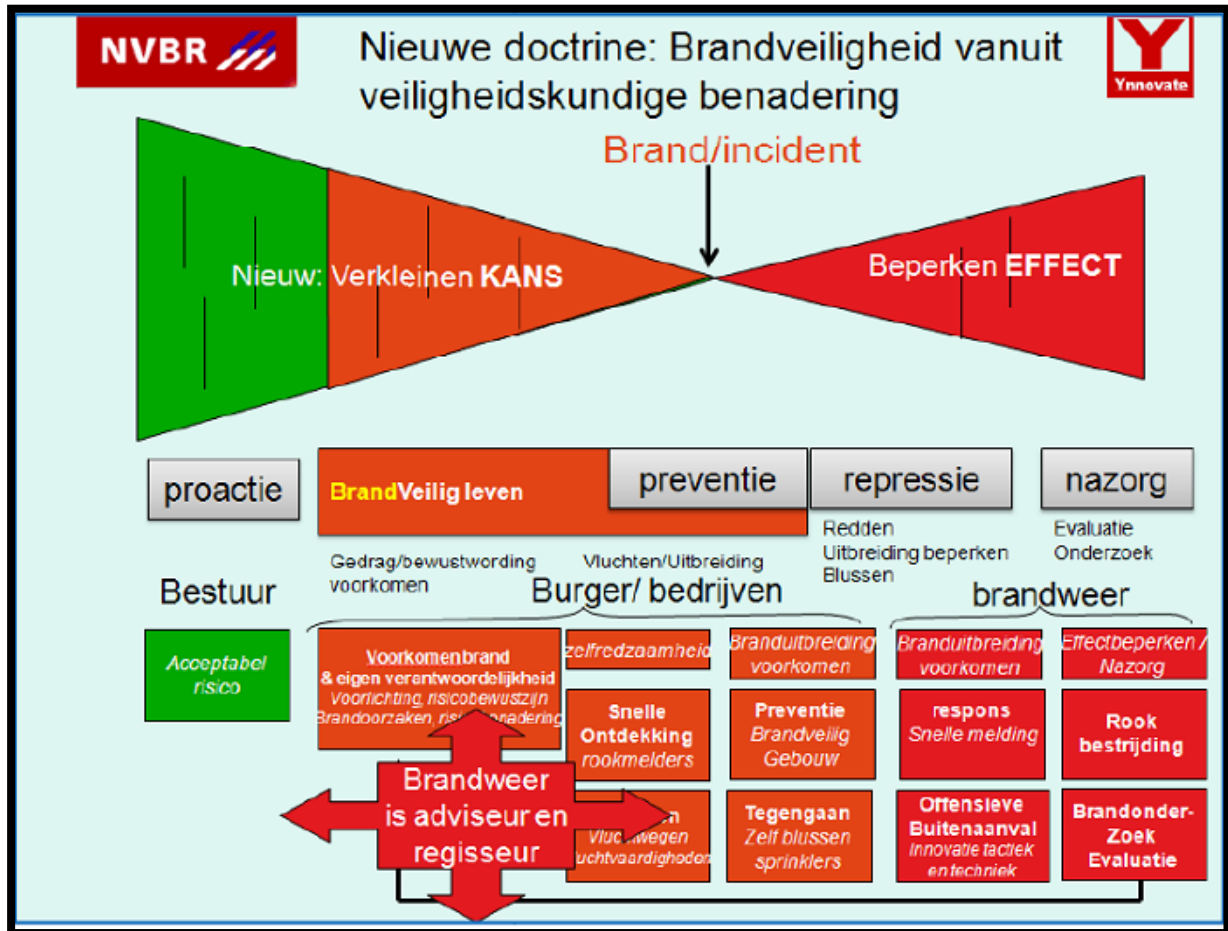 NVBR
Nieuwe doctrine: Brandveiligheid vanuit
veiligheidskundige benadering
Ynnovate
Brand/incident
Nieuw: Verkleinen KANS
Beperken EFFECT
proactie
BrandVeilig leven
preventie
repressie
nazorg
Gedrag/bewustwording
voorkomen
Vluchten/Uitbreiding
Redden
Uitbreiding beperken
Blussen
Evaluatie
Onderzoek
Bestuur
Burger/ bedrijven
brandweer
Acceptabel
risico
Voorkomenbrand
& eigen verantwoordelijkheid
Voorlichting, risicobewustzijn
Brandoorzaken,
zelfredzaamheid
Branduitbreiding
voorkomen
Branduitbreiding
voorkomen
Effectbeperken /
Nazorg
Snelle
Ontdekking
rookmelders
Preventie
Brandveilig
Gebouw
respons
Snelle melding
Rook
bestrijding
Brandweer
is adviseur en
regisseur
Tegengaan
Zelf blussen
sprinklers
Offensieve
Buitenaanval
Innovatie tactiek
en techniek
Brandonder-
Zoek
Evaluatie